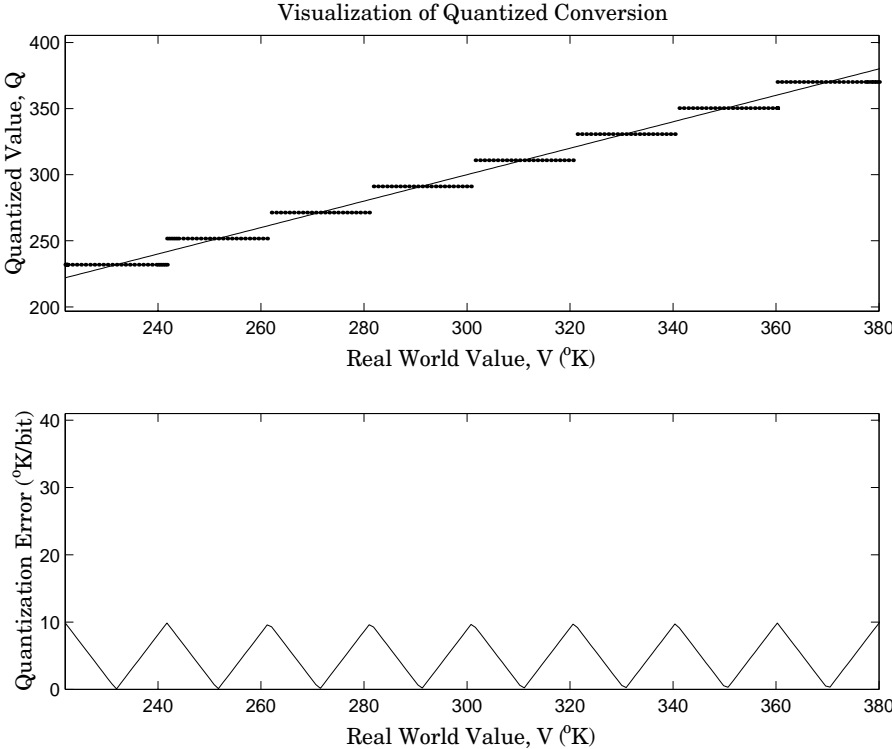 Visualization of Quantized Conversion
Quantized Value, Q
400
350
300
250
200
240 260 280 300 320 340 360 380
Real World Value, V (°K)
Quantization Error (°K/bit)
40
30
20
10
0
240 260 280 300 320 340 360 380
Real World Value, V (°K)